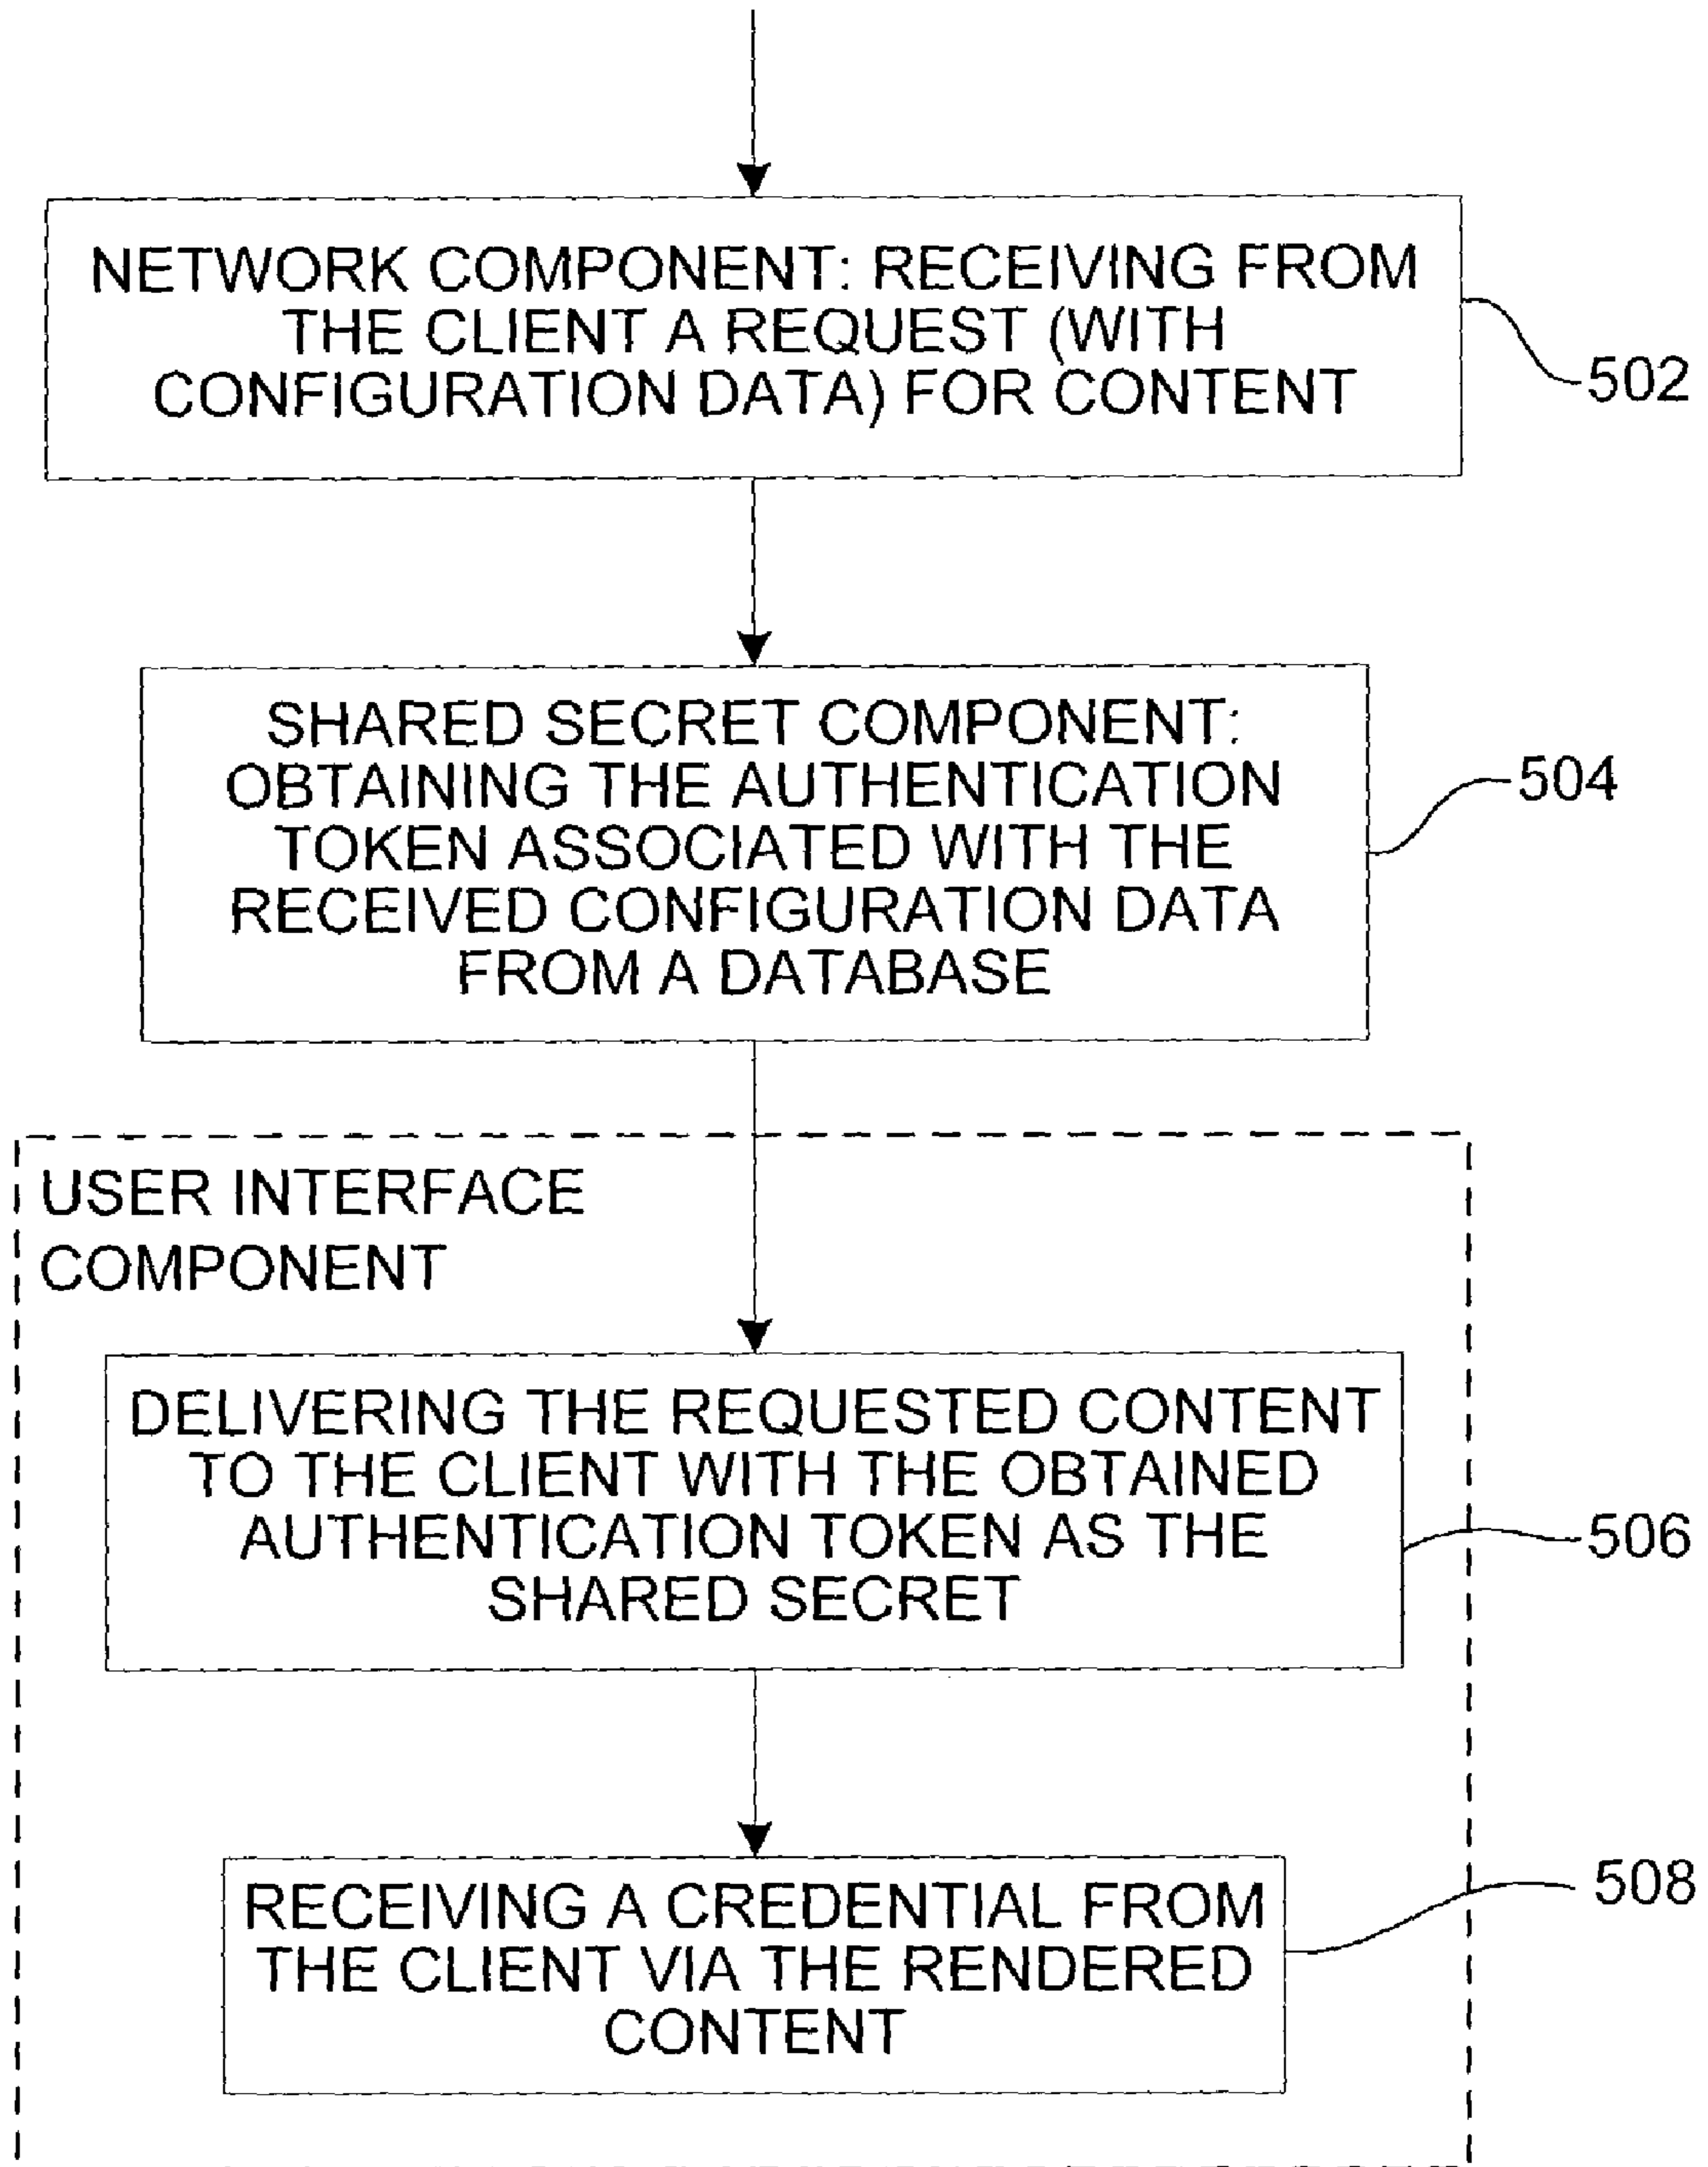 NETWORK COMPONENT: RECEIVING FROM
THE CLIENT A REQUEST (WITH
CONFIGURATION DATA) FOR CONTENT
502
SHARED SECRET COMPONENT:
OBTAINING THE AUTHENTICATION
TOKEN ASSOCIATED WITH THE
RECEIVED CONFIGURATION DATA
FROM A DATABASE
504
USER INTERFACE
COMPONENT
DELIVERING THE REQUESTED CONTENT
TO THE CLIENT WITH THE OBTAINED
AUTHENTICATION TOKEN AS THE
SHARED SECRET
506
RECEIVING A CREDENTIAL FROM
THE CLIENT VIA THE RENDERED
CONTENT
508